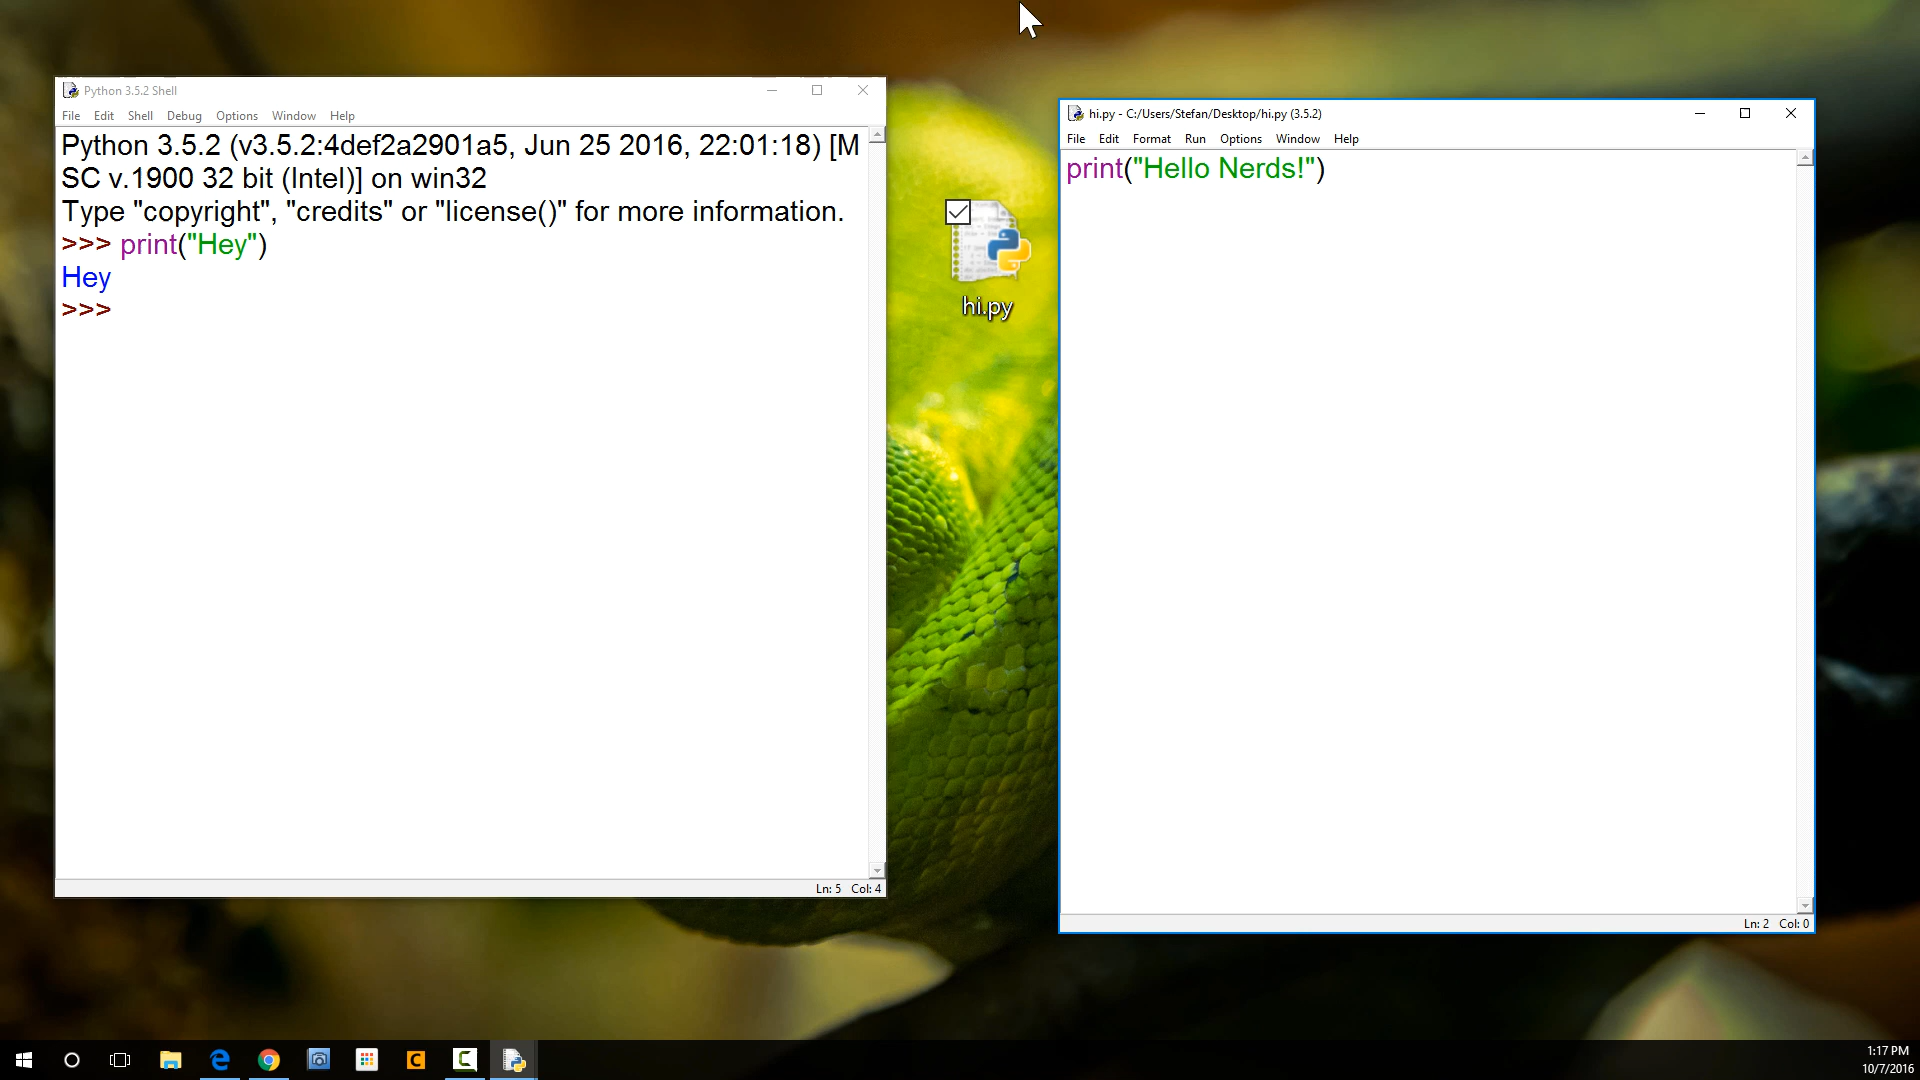 Python 3.5.2 Shell
File Edit Shell Debug Options Window Help
Python 3.5.2 (v3.5.2:4def2a2901a5, Jun 25 2016, 22:01:18) [M
SC v.1900 32 bit (Intel)] on win32
Type "copyright", "credits" or "license()" for more information.
>>> print("Hey")
Hey
>>>
Ln: 5 Col: 4
hi.py
hi.py - C:/Users/Stefan/Desktop/hi.py (3.5.2)
File Edit Format Run Options Window Help
print("Hello Nerds!")
Ln: 2 Col: 0
C
C
1:17 PM
10/7/2016